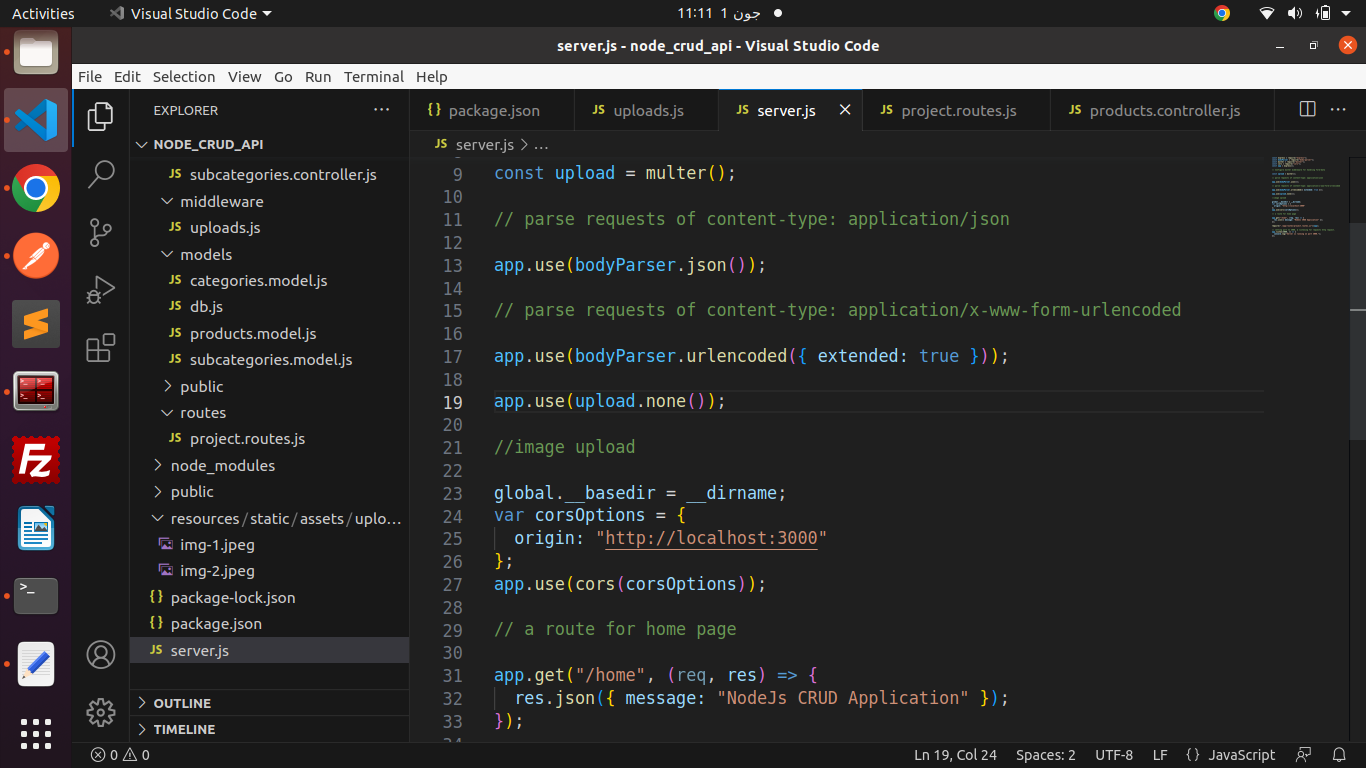 Activities
Visual Studio Code
11:11 1 جون
server.js - node_crud_api - Visual Studio Code
File Edit Selection View Go Run Terminal Help
EXPLORER
NODE_CRUD_API
JS subcategories.controller.js
middleware
JS uploads.js
models
JS categories.model.js
JS db.js
JS products.model.js
JS subcategories.model.js
public
routes
JS project.routes.js
node_modules
public
resources/static/assets/uplo...
img-1.jpeg
img-2.jpeg
{} package-lock.json
{} package.json
JS server.js
OUTLINE
TIMELINE
{} package.json
JS uploads.js
JS server.js
JS project.routes.js
JS products.controller.js
JS server.js > ...
9 const upload = multer();
10
11 // parse requests of content-type: application/json
12
13 app.use(bodyParser.json());
14
15 // parse requests of content-type: application/x-www-form-urlencoded
16
17 app.use(bodyParser.urlencoded({ extended: true }));
18
19 app.use(upload.none());
20
21 //image upload
22
23 global.__basedir = __dirname;
24 var corsOptions = {
25 origin: "http://localhost:3000"
26 };
27 app.use(cors(corsOptions));
28
29 // a route for home page
30
31 app.get("/home", (req, res) => {
32 res.json({ message: "NodeJs CRUD Application" });
33 });
0 0
Ln 19, Col 24 Spaces: 2 UTF-8 LF {} JavaScript